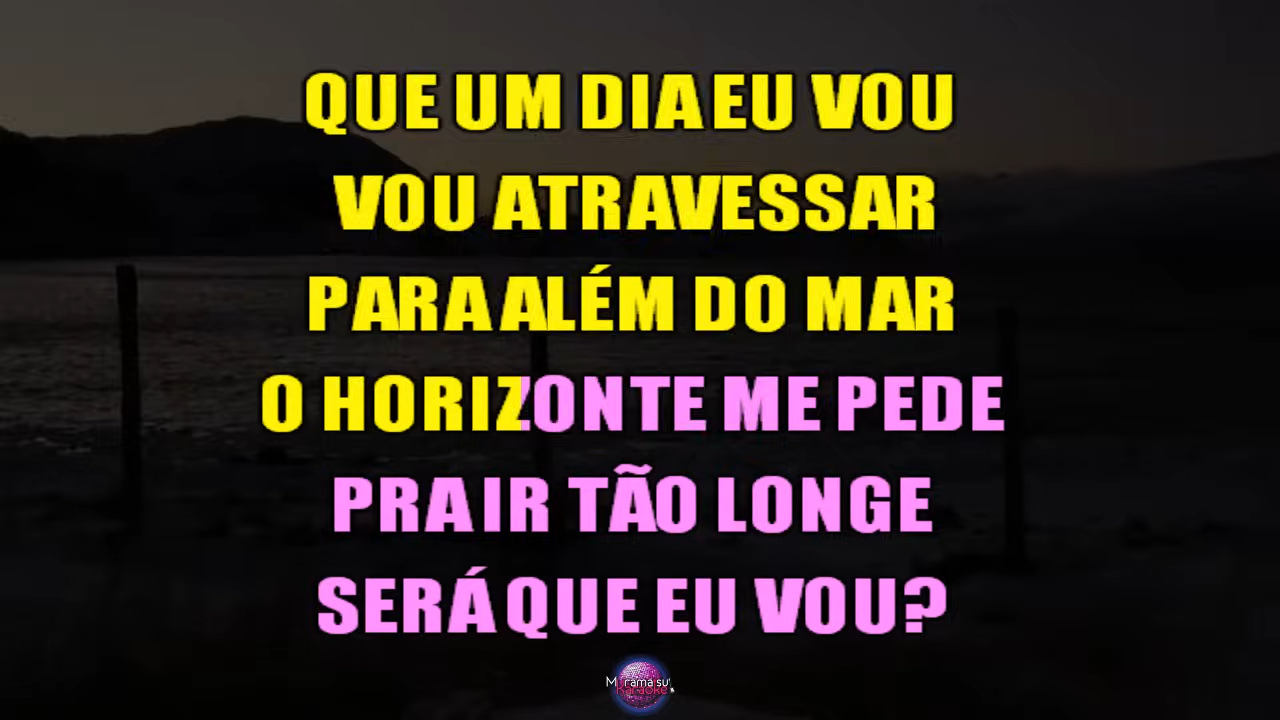 QUE UM DIA EU VOU
VOU ATRAVESSAR
PARA ALÉM DO MAR
O HORIZONTE ME PEDE
PRA IR TÃO LONGE
SERÁ QUE EU VOU?
Karaoke